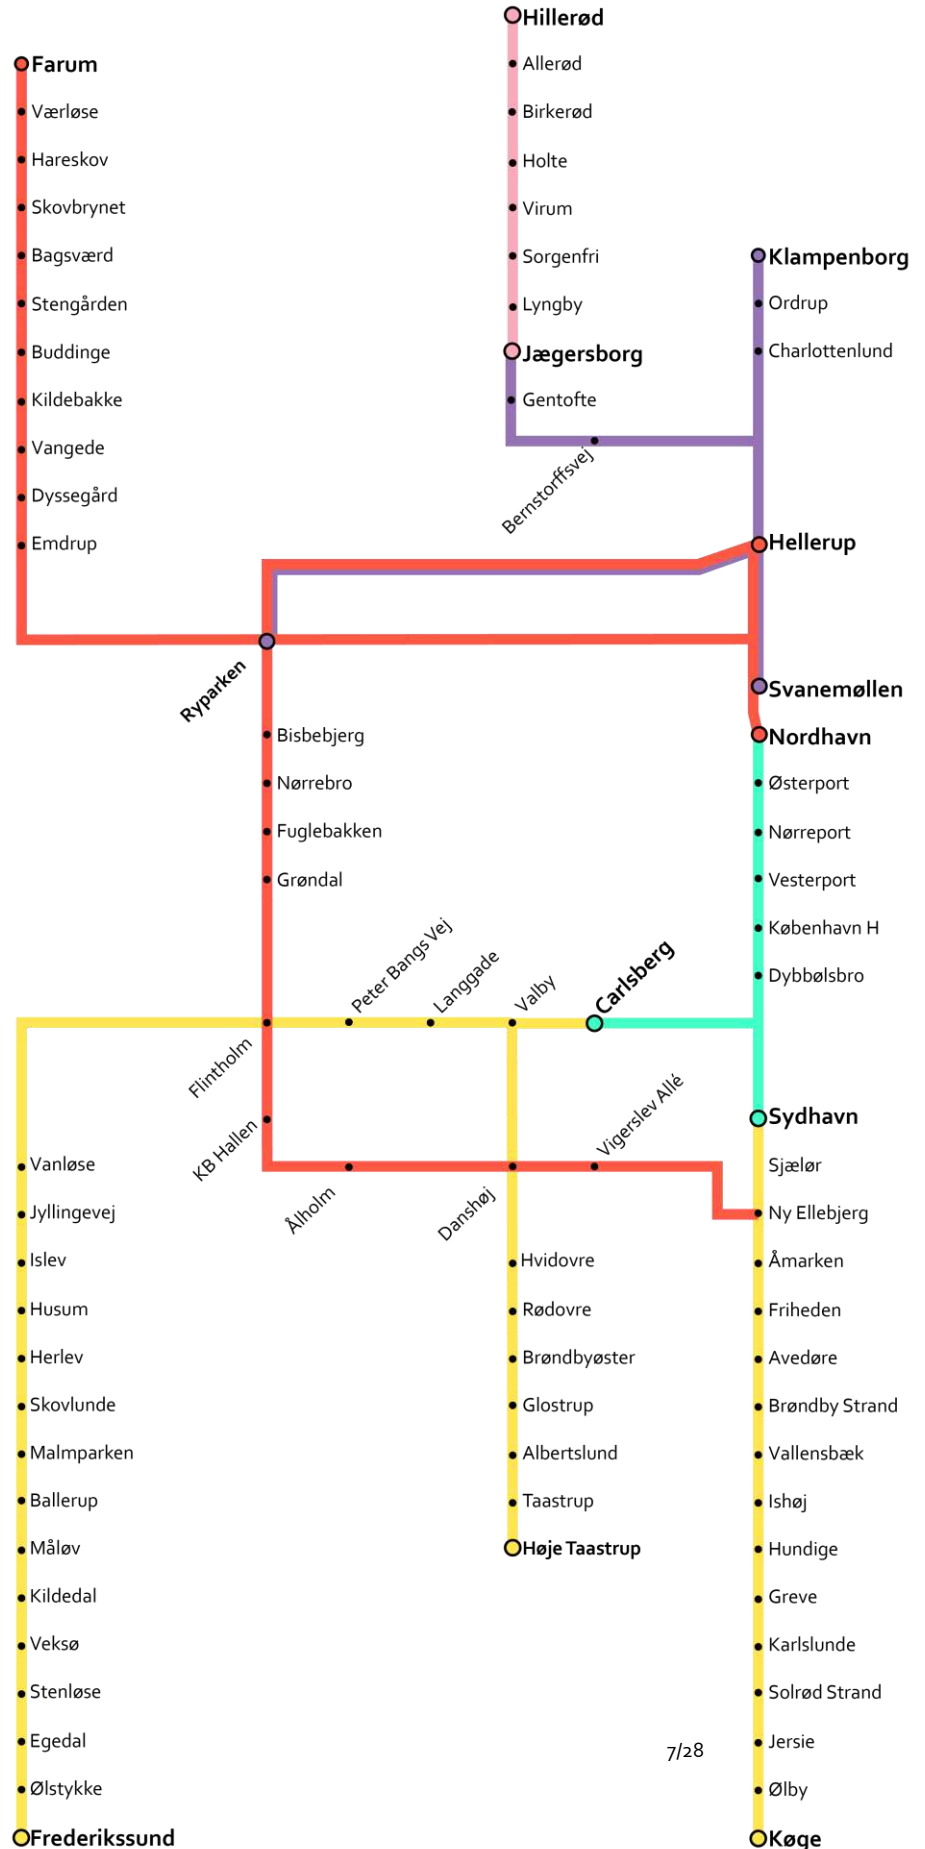 Hillerød
Allerød
Birkerød
Holte
Virum
Sorgenfri
Lyngby
Jægersborg
Gentofte
Bernstorffsvej
Farum
Værløse
Hareskov
Skovbrynet
Bagsværd
Stengården
Buddinge
Kildebakke
Vangede
Dyssegård
Emdrup
Klampenborg
Ordrup
Charlottenlund
Hellerup
Svanemøllen
Nordhavn
Østerport
Nørreport
Vesterport
København H
Dybbølsbro
Ryparken
Bisbebjerg
Nørrebro
Fuglebakken
Grøndal
Flintholm
Peter Bangs Vej
Langgade
Valby
Carlsberg
KB Hallen
Ålholm
Danshøj
Vigerslev Allé
Sydhavn
Sjælør
Ny Ellebjerg
Åmarken
Friheden
Avedøre
Brøndby Strand
Vallensbæk
Ishøj
Hundige
Greve
Karlslunde
Solrød Strand
Jersie
Ølby
Køge
Hvidovre
Rødovre
Brøndbyøster
Glostrup
Albertslund
Taastrup
Høje Taastrup
Vanløse
Jyllingevej
Islev
Husum
Herlev
Skovlunde
Malmparken
Ballerup
Måløv
Kildedal
Veksø
Stenløse
Egedal
Ølstykke
Frederikssund
7/28